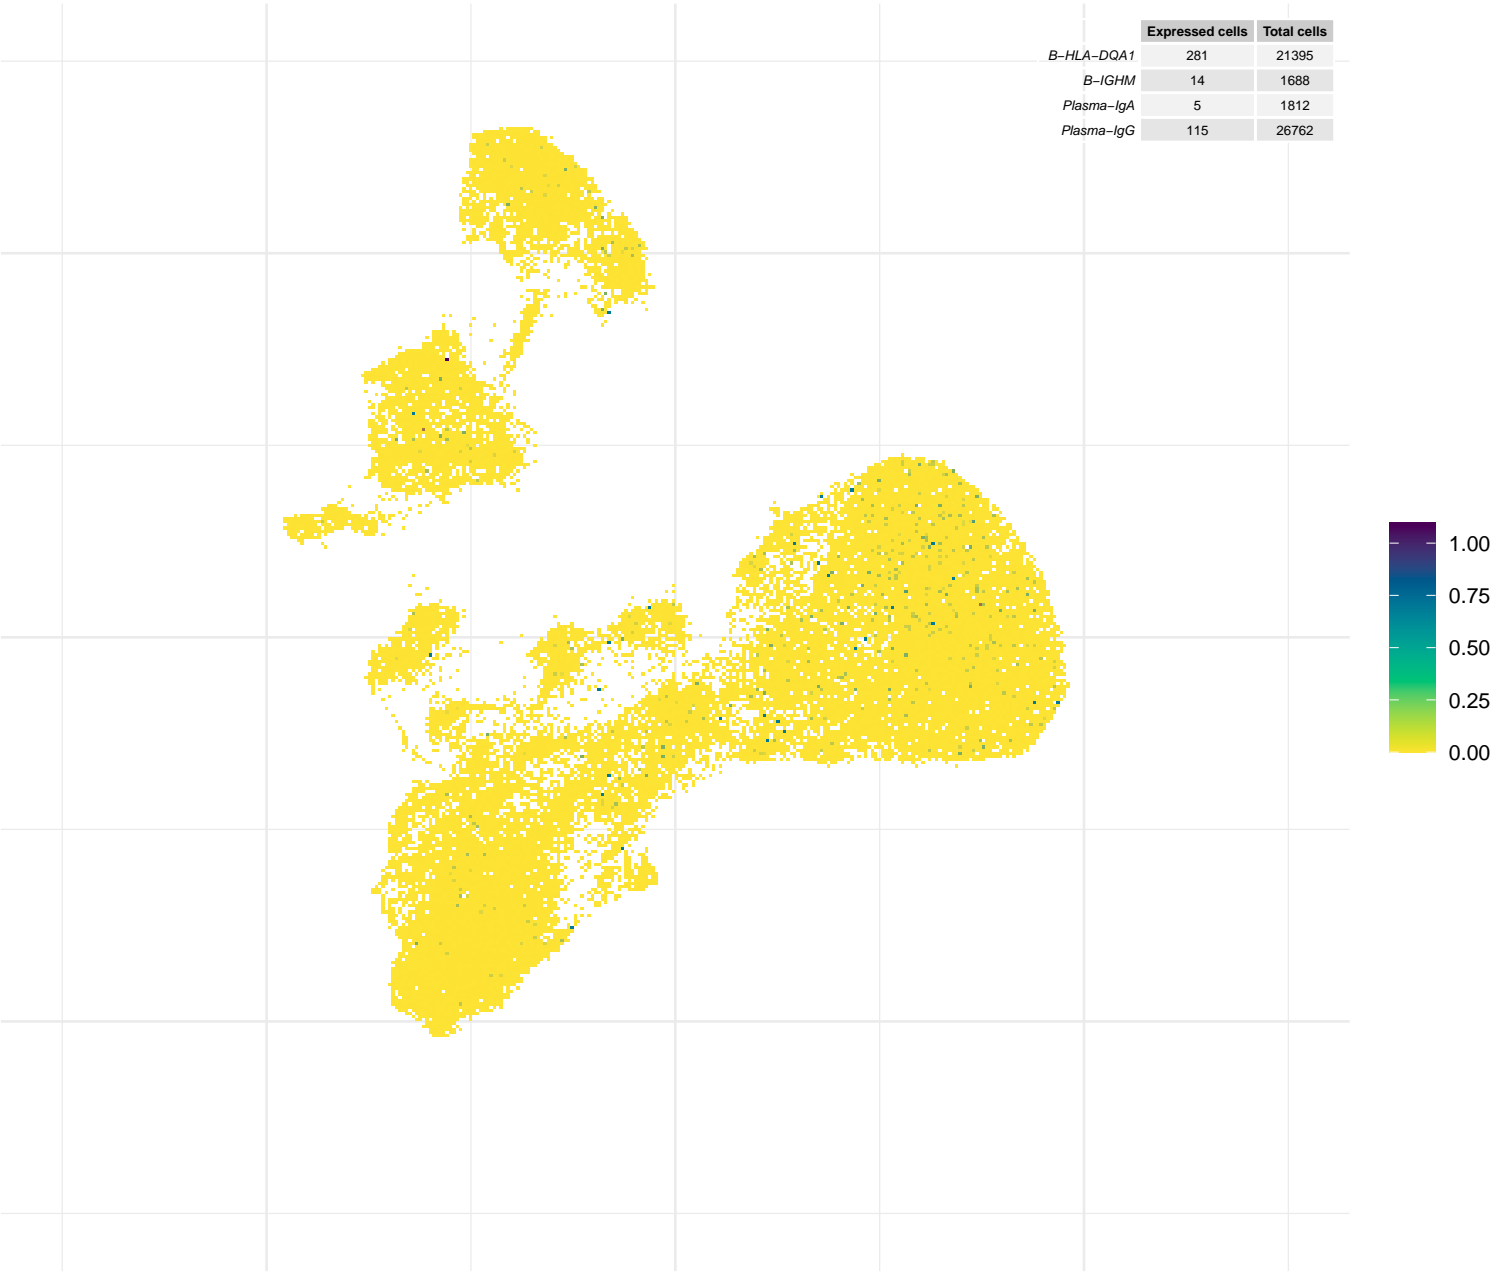 Expressed cells Total cells
B−HLA−DQA1 281 21395
B−IGHM 14 1688
Plasma−IgA 5 1812
Plasma−IgG 115 26762
1.00
0.75
0.50
0.25
0.00